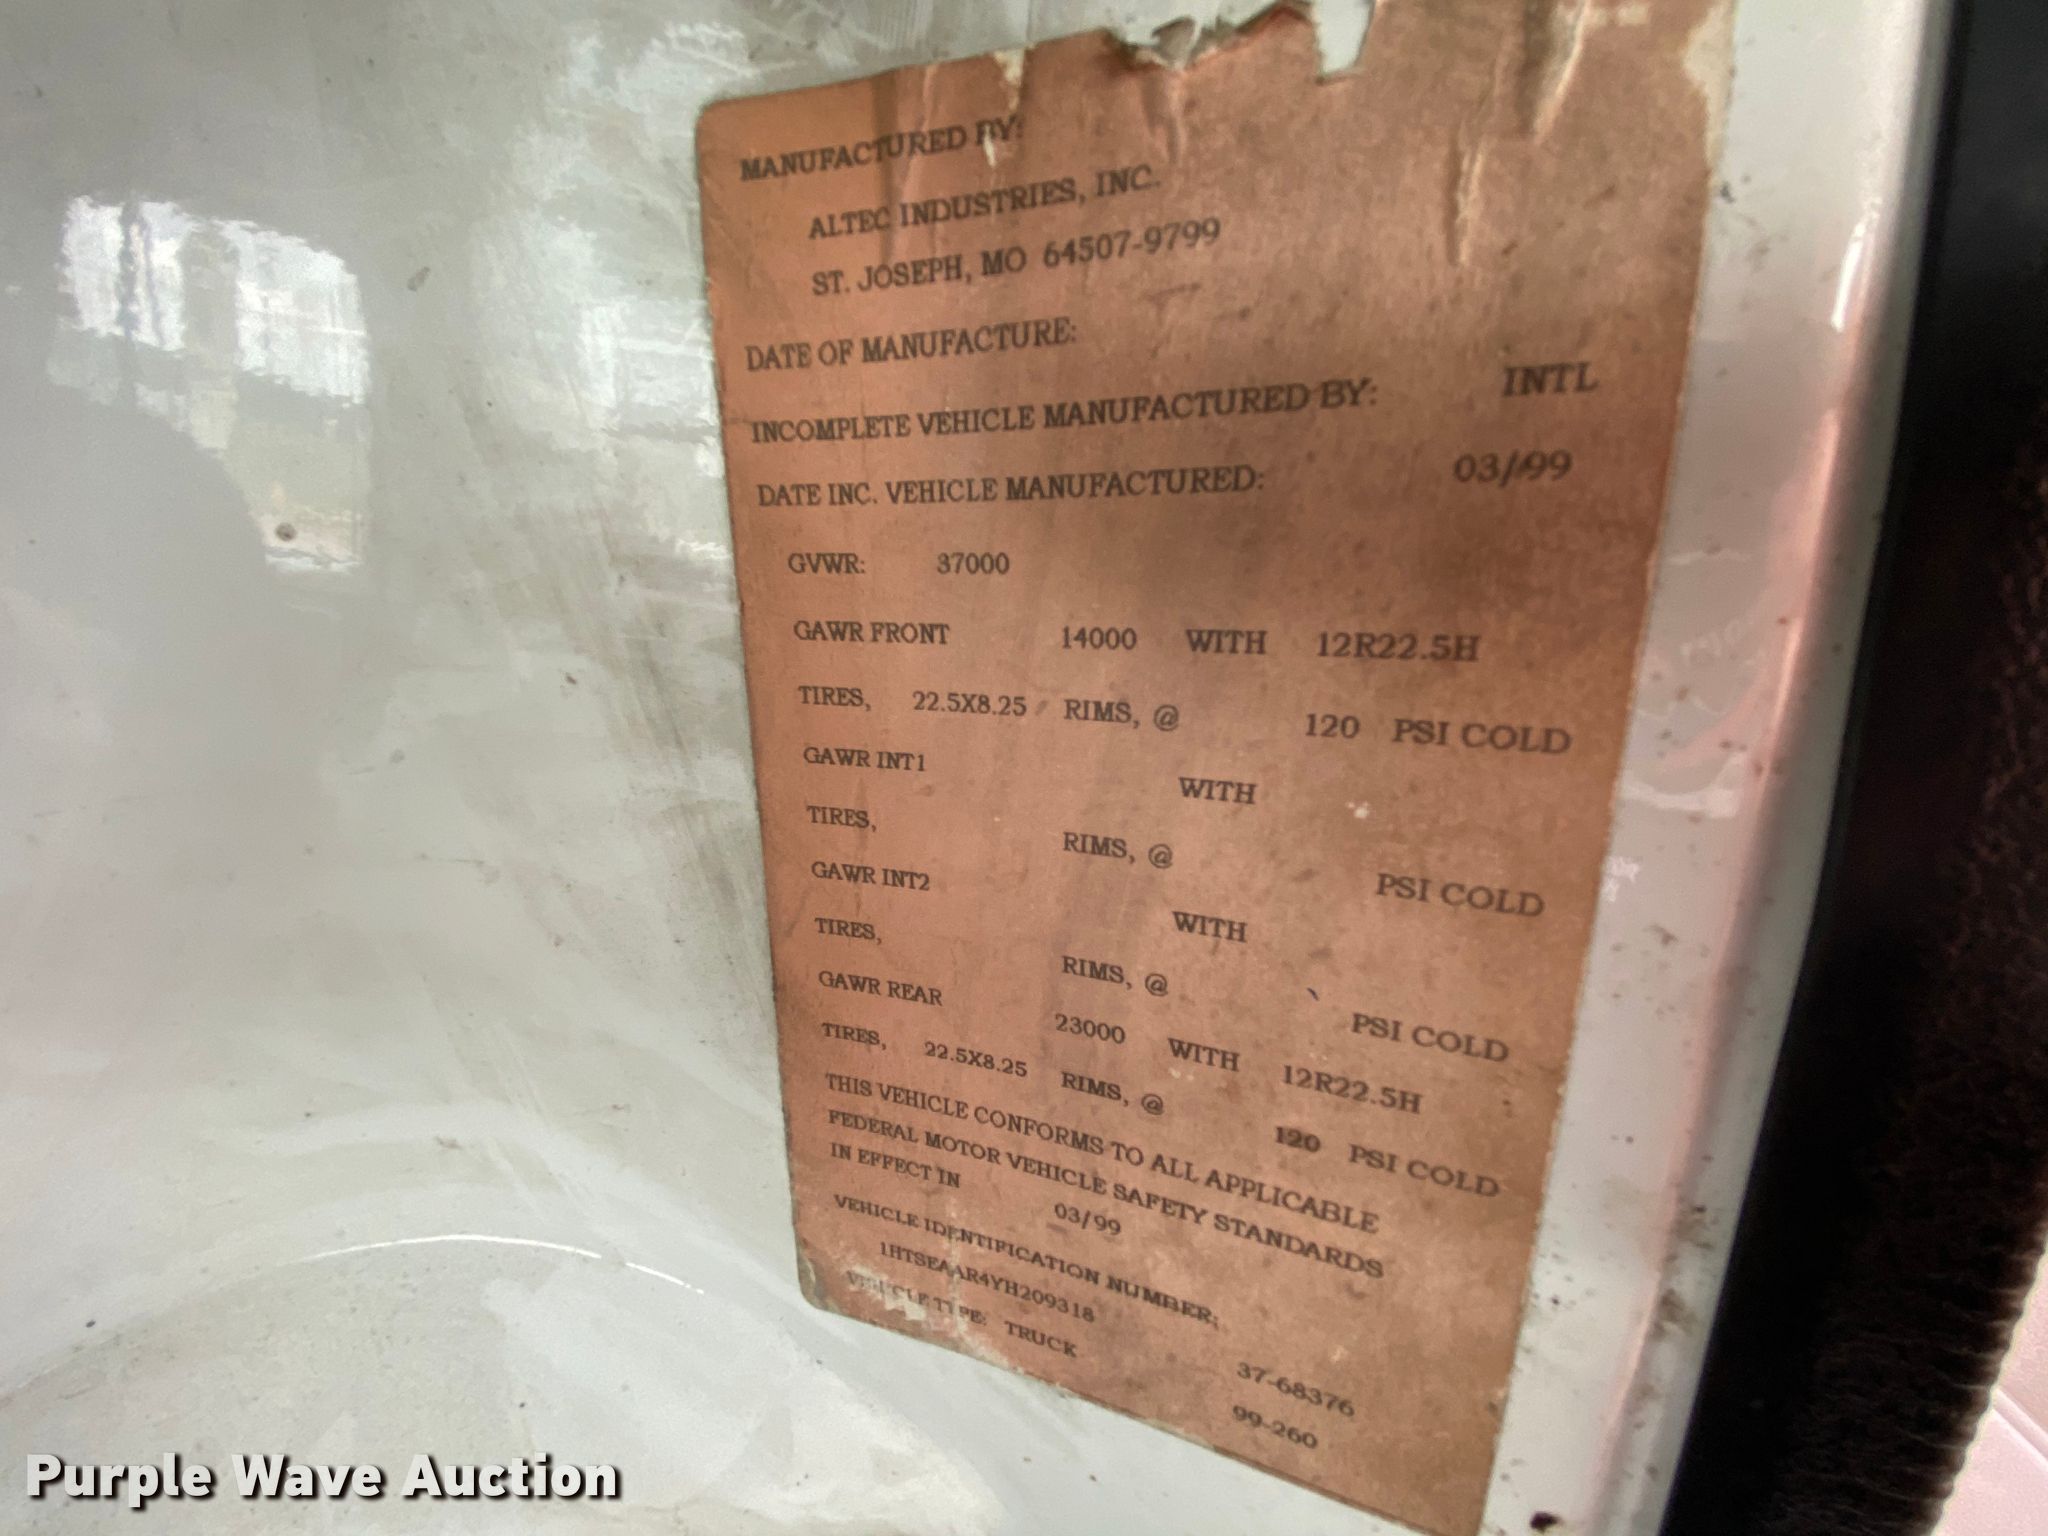 MANUFACTURED BY:
ALTEC INDUSTRIES, INC.
ST. JOSEPH, MO 64507-9799
DATE OF MANUFACTURE:
INCOMPLETE VEHICLE MANUFACTURED BY: INTL
DATE INC. VEHICLE MANUFACTURED: 03//99
GVWR: 37000
GAWR FRONT 14000 WITH 12R22.5H
TIRES, 22.5X8.25 RIMS, @ 120 PSI COLD
GAWR INT1 WITH
TIRES, RIMS, @ PSI COLD
GAWR INT2 WITH
TIRES, RIMS, @ PSI COLD
GAWR REAR 23000 WITH 12R22.5H
TIRES, 22.5X8.25 RIMS, @ 120 PSI COLD
THIS VEHICLE CONFORMS TO ALL APPLICABLE
FEDERAL MOTOR VEHICLE SAFETY STANDARDS
IN EFFECT IN 03/99
VEHICLE IDENTIFICATION NUMBER:
1HTSEAAR4YH209318
VEHICLE TYPE: TRUCK
37-68376
99-260
Purple Wave Auction